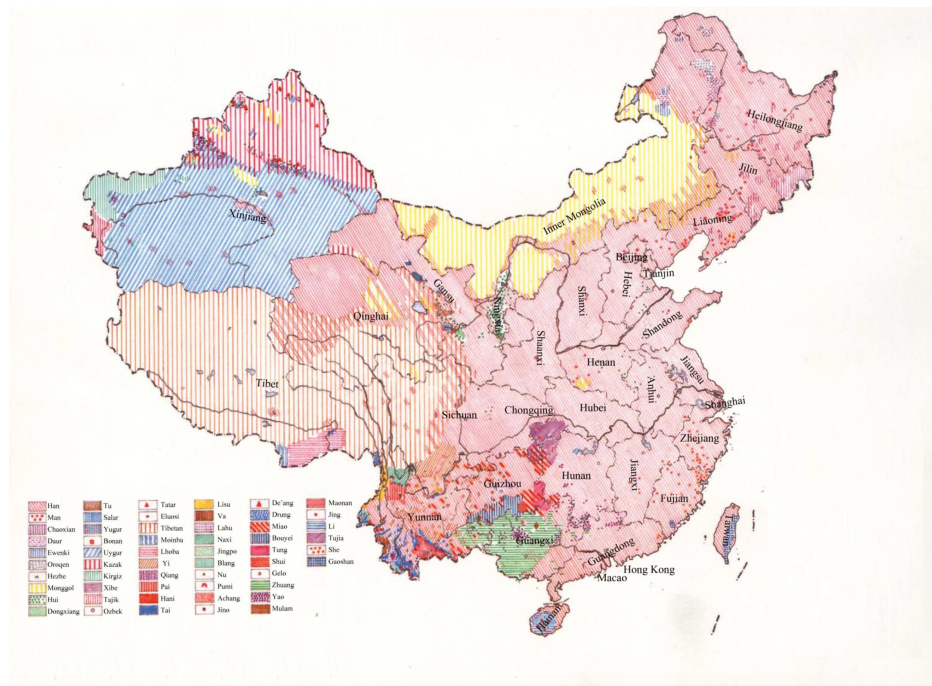 Heilongjiang
Jilin
Liaoning
Inner Mongolia
Xinjiang
Beijing
Tianjin
Hebei
Shanxi
Gansu
Ningxia
Qinghai
Shandong
Shaanxi
Henan
Jiangsu
Anhui
Shanghai
Tibet
Sichuan
Chongqing
Hubei
Zhejiang
Hunan
Jiangxi
Guizhou
Fujian
Yunnan
Guangxi
Guangdong
Taiwan
Hong Kong
Macao
Hainan
Han
Man
Chaoxian
Daur
Ewenki
Oroqen
Hezhe
Monggol
Hui
Dongxiang
Tu
Salar
Yugur
Bonan
Uygur
Kazak
Kirgiz
Xibe
Tajik
Ozbek
Tatar
Eluosi
Tibetan
Moinba
Lhoba
Yi
Qiang
Pai
Hani
Tai
Lisu
Va
Lahu
Naxi
Jingpo
Blang
Nu
Pumi
Achang
Jino
De'ang
Drung
Miao
Bouyei
Tung
Shui
Gelo
Zhuang
Yao
Mulam
Maonan
Jing
Li
Tujia
She
Gaoshan